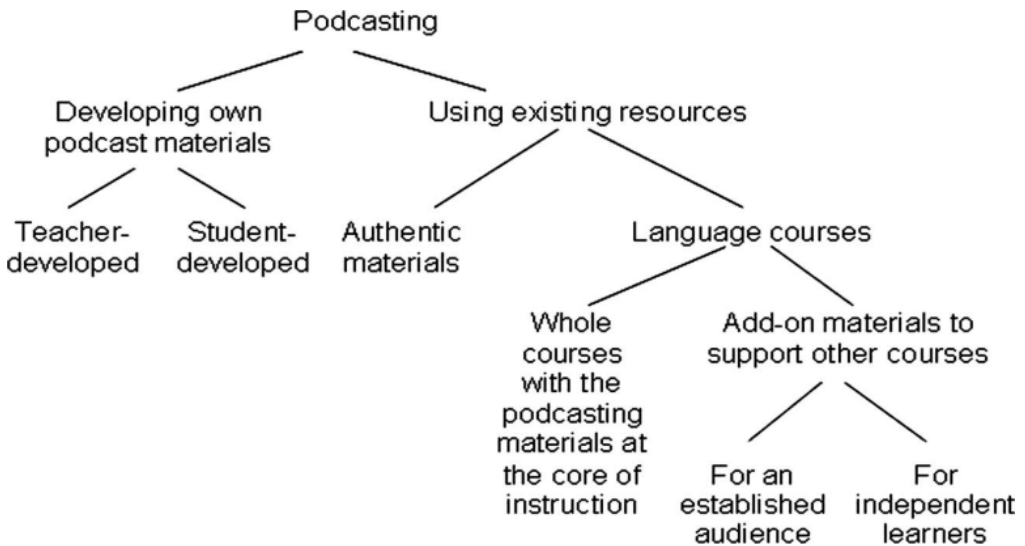 Podcasting
Developing own
podcast materials
Using existing resources
Teacher-
developed
Student-
developed
Authentic
materials
Language courses
Whole
courses
with the
podcasting
materials at
the core of
instruction
Add-on materials to
support other courses
For an
established
audience
For
independent
learners